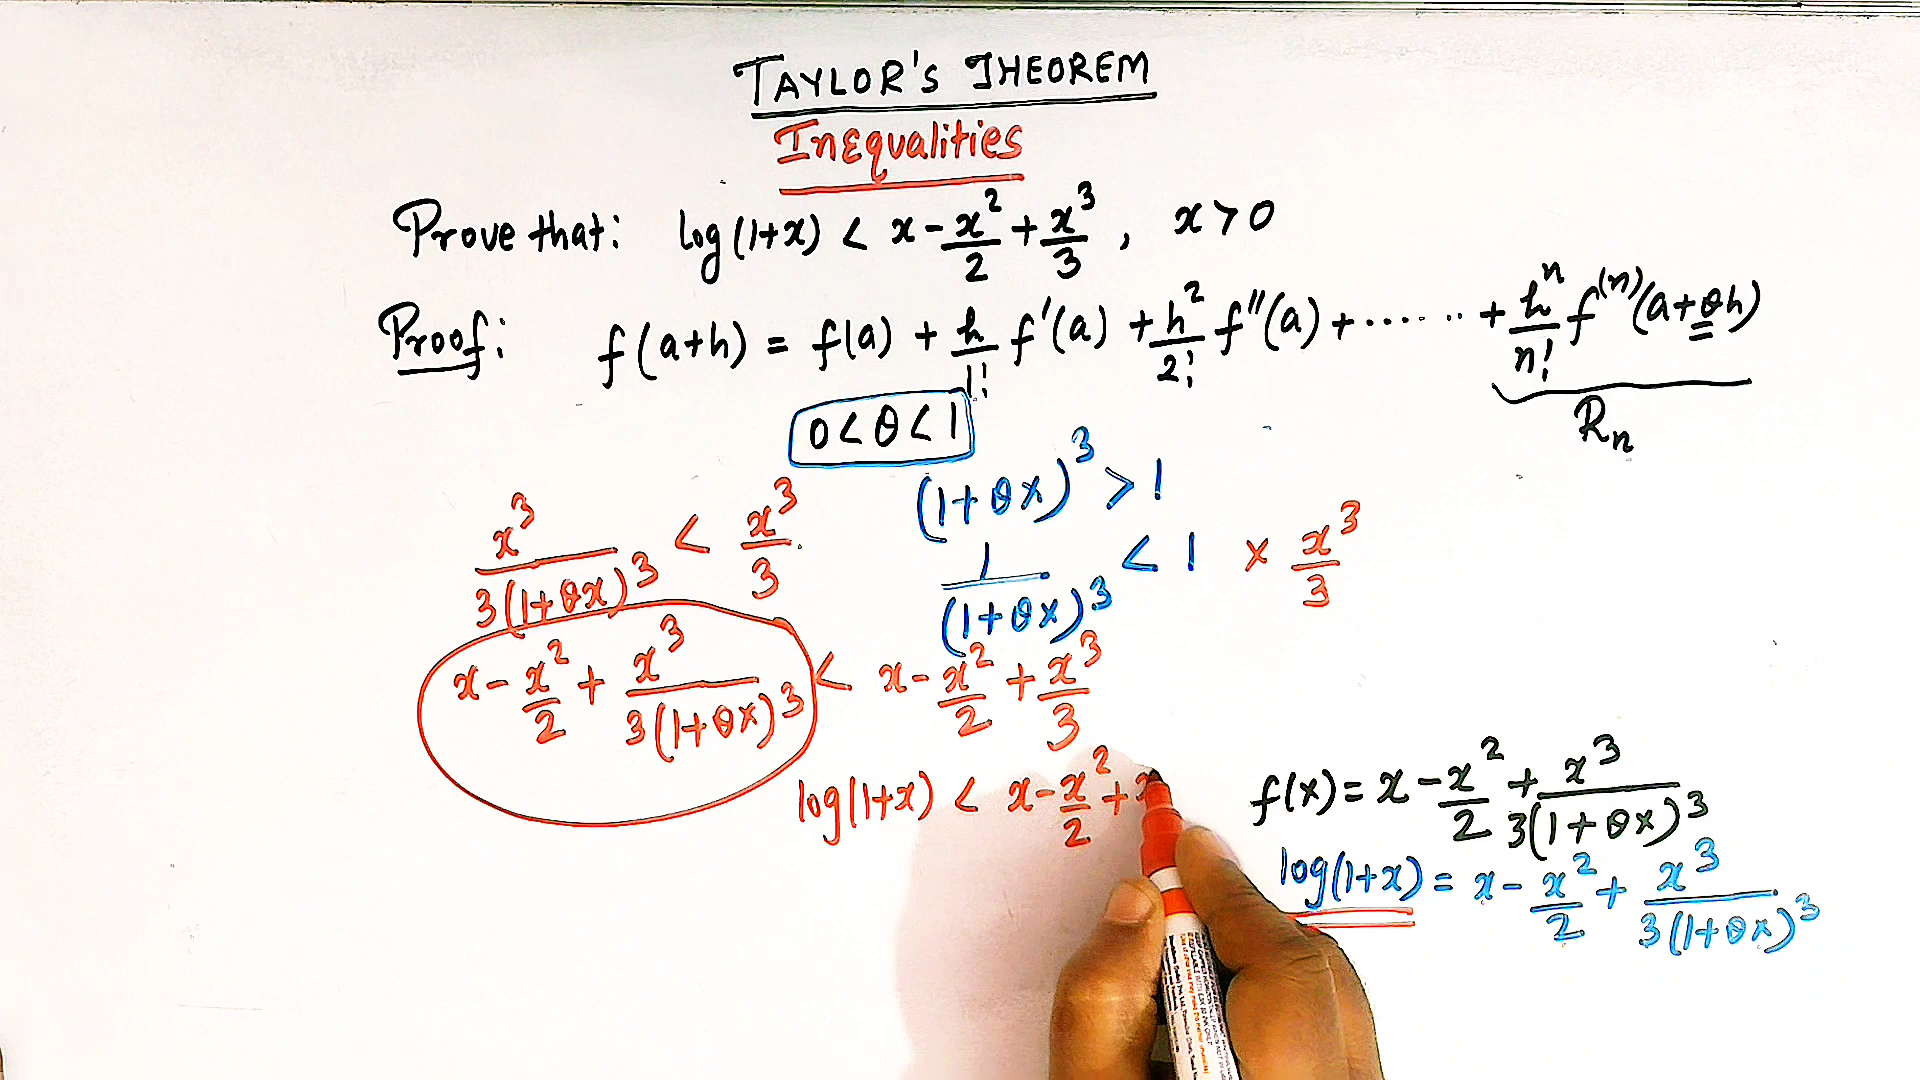 TAYLOR'S THEOREM
Inequalities
Prove that: log(1+x) < x - x²/2 + x³/3 , x > 0
Proof: f(a+h) = f(a) + h/1! f'(a) + h²/2! f''(a) + ....... + hⁿ/n! f⁽ⁿ⁾(a+θh)
Rₙ
0 < θ < 1
(1+θx)³ > 1
x³/3(1+θx)³ < x³/3
1/(1+θx)³ < 1 × x³/3
x - x²/2 + x³/3(1+θx)³ < x - x²/2 + x³/3
log(1+x) < x - x²/2 + x
f(x) = x - x²/2 + x³/3(1+θx)³
log(1+x) = x - x²/2 + x³/3(1+θx)³